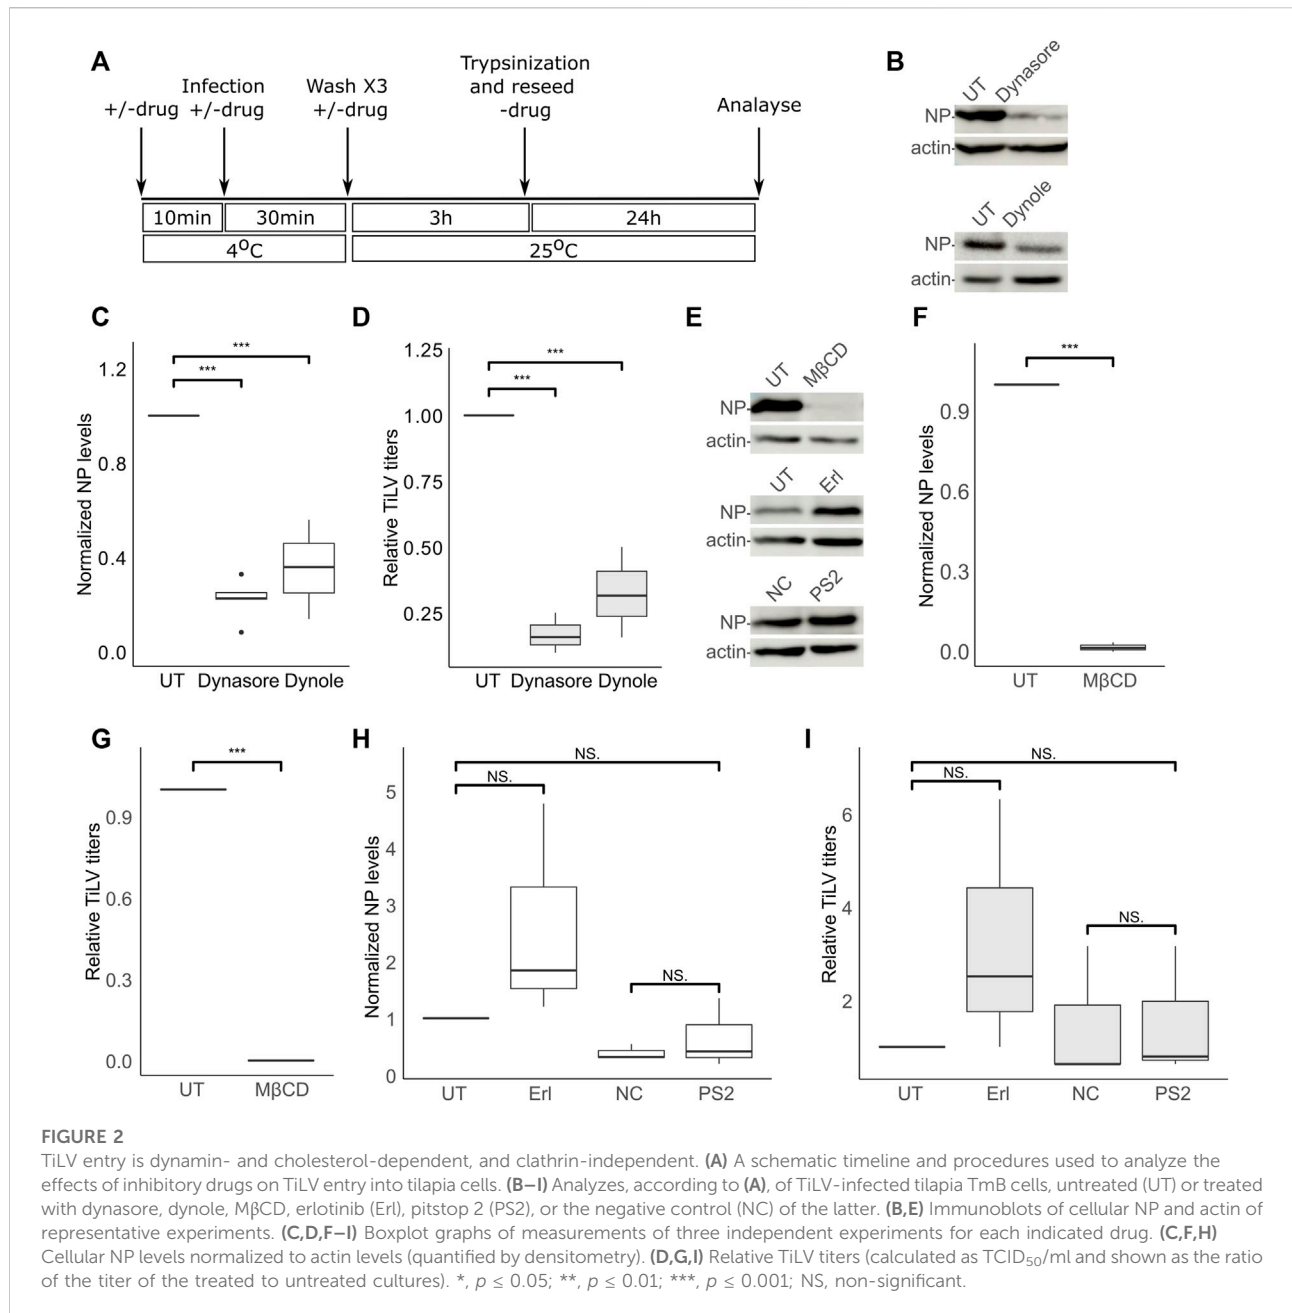 A
B
Infection
Wash X3
Trypsinization
and reseed
+/-drug
+/-drug
+/-drug
-drug
Analayse
10min
30min
3h
24h
4⁰C
25⁰C
UT
Dynasore
NP-
actin-
UT
Dynole
NP-
actin-
C
***
***
1.2
0.8
0.4
0.0
Normalized NP levels
UT Dynasore Dynole
D
***
***
1.25
1.00
0.75
0.50
0.25
Relative TiLV titers
UT Dynasore Dynole
E
UT
MβCD
NP-
actin-
UT
Erl
NP-
actin-
NC
PS2
NP-
actin-
F
***
0.9
0.6
0.3
0.0
Normalized NP levels
UT MβCD
G
***
0.9
0.6
0.3
0.0
Relative TiLV titers
UT MβCD
H
NS.
NS.
NS.
5
4
3
2
1
0
Normalized NP levels
UT Erl NC PS2
I
NS.
NS.
NS.
6
4
2
Relative TiLV titers
UT Erl NC PS2
FIGURE 2
TiLV entry is dynamin- and cholesterol-dependent, and clathrin-independent. (A) A schematic timeline and procedures used to analyze the
effects of inhibitory drugs on TiLV entry into tilapia cells. (B–I) Analyzes, according to (A), of TiLV-infected tilapia TmB cells, untreated (UT) or treated
with dynasore, dynole, MβCD, erlotinib (Erl), pitstop 2 (PS2), or the negative control (NC) of the latter. (B,E) Immunoblots of cellular NP and actin of
representative experiments. (C,D,F–I) Boxplot graphs of measurements of three independent experiments for each indicated drug. (C,F,H)
Cellular NP levels normalized to actin levels (quantified by densitometry). (D,G,I) Relative TiLV titers (calculated as TCID₅₀/ml and shown as the ratio
of the titer of the treated to untreated cultures). *, p ≤ 0.05; **, p ≤ 0.01; ***, p ≤ 0.001; NS, non-significant.